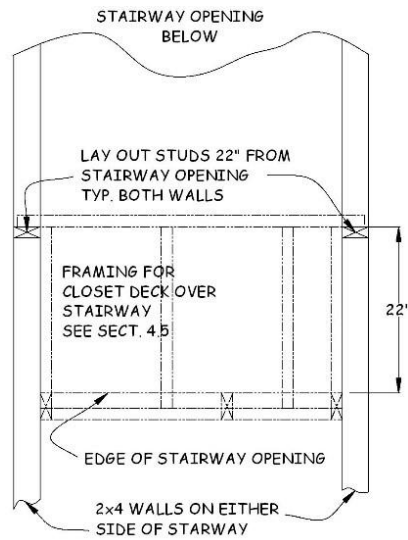 STAIRWAY OPENING
BELOW
LAY OUT STUDS 22" FROM
STAIRWAY OPENING
TYP. BOTH WALLS
FRAMING FOR
CLOSET DECK OVER
STAIRWAY
SEE SECT. 4.5
22'
EDGE OF STAIRWAY OPENING
2x4 WALLS ON EITHER
SIDE OF STARWAY